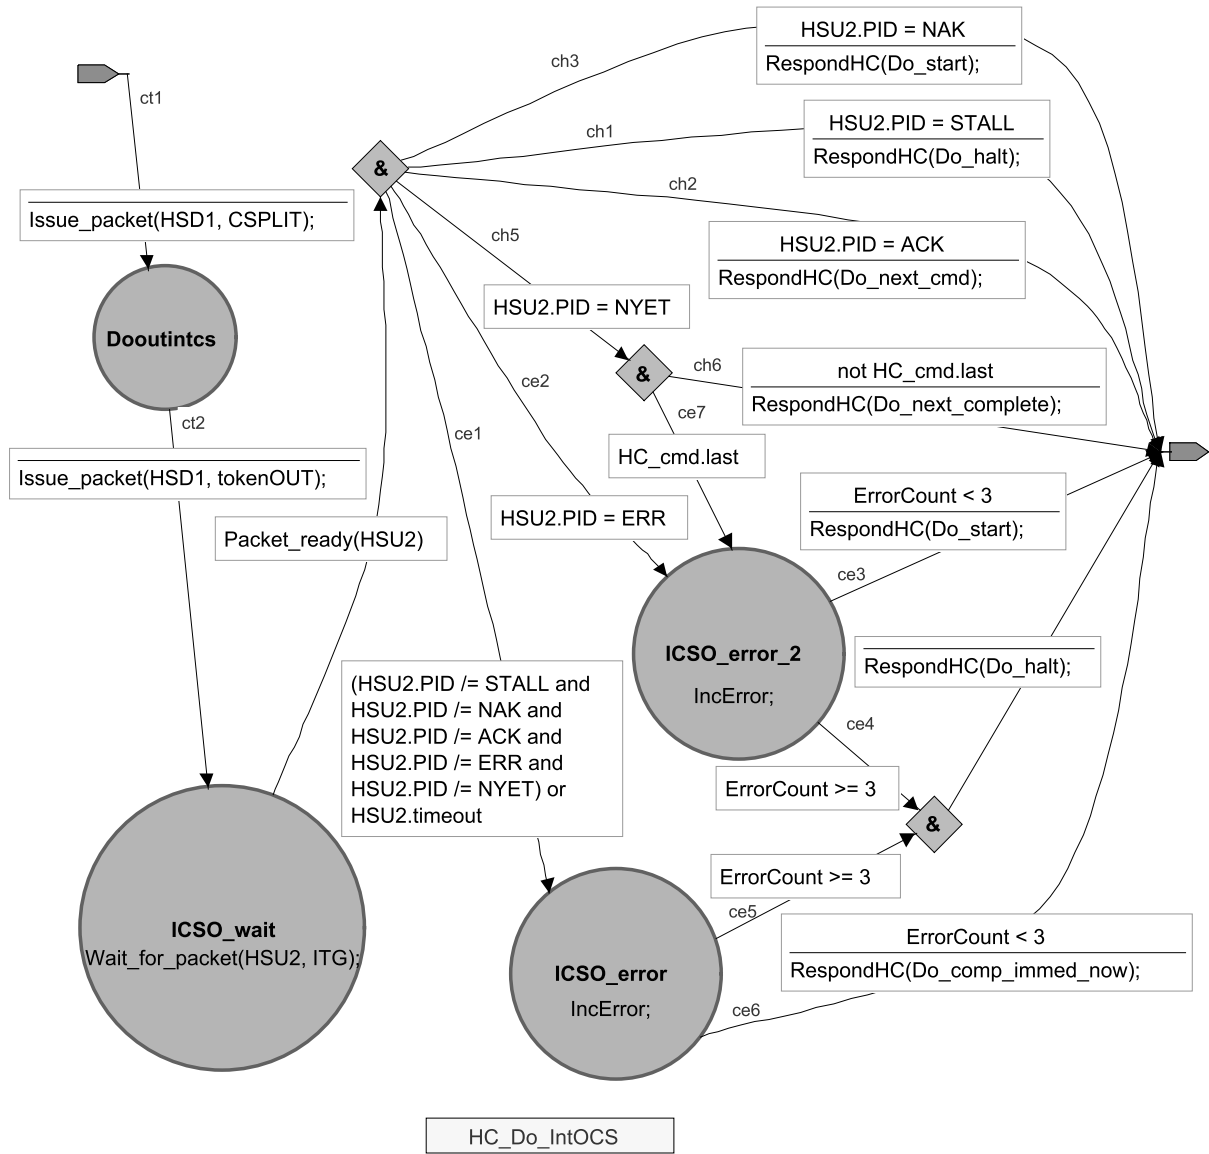 HSU2.PID = NAK
RespondHC(Do_start);
ch3
ct1
HSU2.PID = STALL
RespondHC(Do_halt);
ch1
&
ch2
Issue_packet(HSD1, CSPLIT);
HSU2.PID = ACK
RespondHC(Do_next_cmd);
ch5
HSU2.PID = NYET
Dooutintcs
&
ch6
not HC_cmd.last
RespondHC(Do_next_complete);
ce2
ce7
ct2
ce1
HC_cmd.last
Issue_packet(HSD1, tokenOUT);
ErrorCount < 3
RespondHC(Do_start);
HSU2.PID = ERR
Packet_ready(HSU2)
ce3
ICSO_error_2
IncError;
RespondHC(Do_halt);
(HSU2.PID /= STALL and
HSU2.PID /= NAK and
HSU2.PID /= ACK and
HSU2.PID /= ERR and
HSU2.PID /= NYET) or
HSU2.timeout
ce4
ErrorCount >= 3
&
ErrorCount >= 3
ce5
ICSO_wait
Wait_for_packet(HSU2, ITG);
ErrorCount < 3
RespondHC(Do_comp_immed_now);
ICSO_error
IncError;
ce6
HC_Do_IntOCS